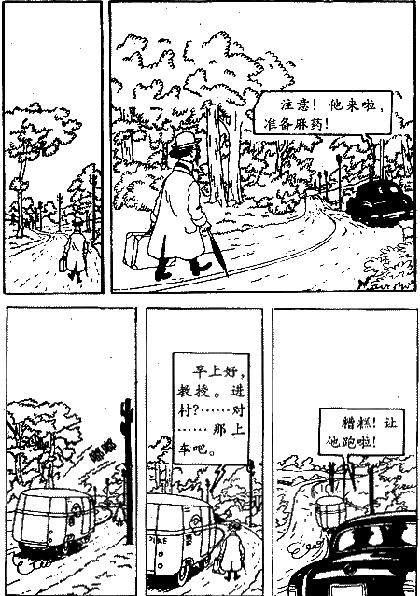 注意！他来啦，
准备麻药！
早上好，
教授。进
村？……对
……那上
车吧。
糟糕！让
他跑啦！